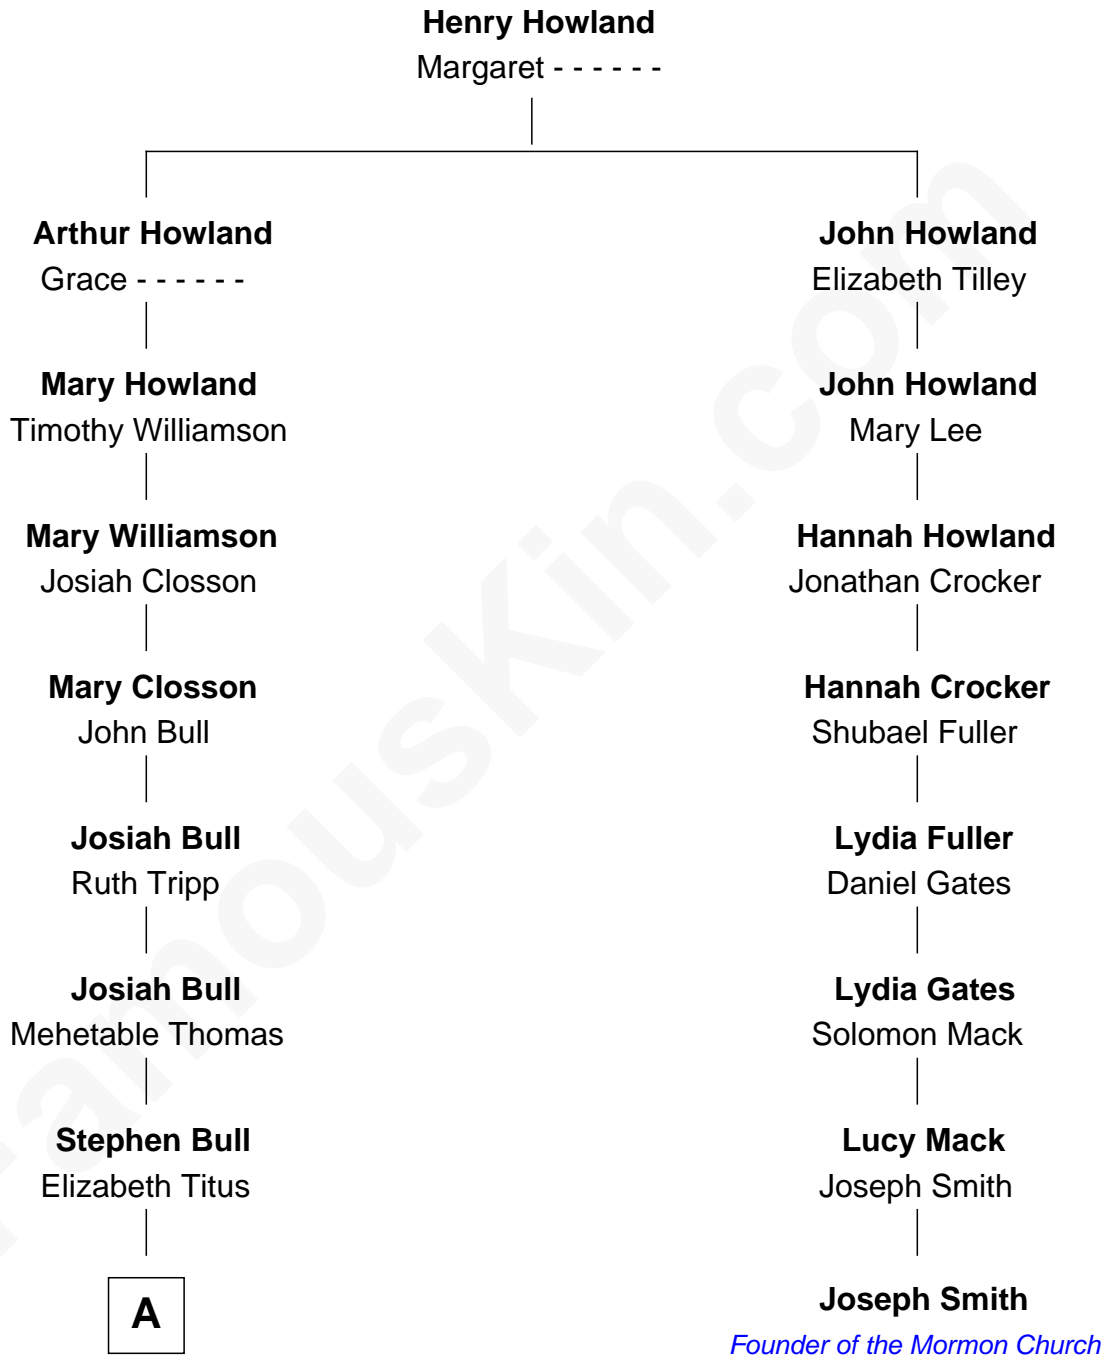 Henry Howland
Margaret - - - - - -
Arthur Howland
Grace - - - - - -
John Howland
Elizabeth Tilley
Mary Howland
Timothy Williamson
John Howland
Mary Lee
Mary Williamson
Josiah Closson
Hannah Howland
Jonathan Crocker
Mary Closson
John Bull
Hannah Crocker
Shubael Fuller
Josiah Bull
Ruth Tripp
Lydia Fuller
Daniel Gates
Josiah Bull
Mehetable Thomas
Lydia Gates
Solomon Mack
Stephen Bull
Elizabeth Titus
Lucy Mack
Joseph Smith
A
Joseph Smith
Founder of the Mormon Church
FamousKin.com